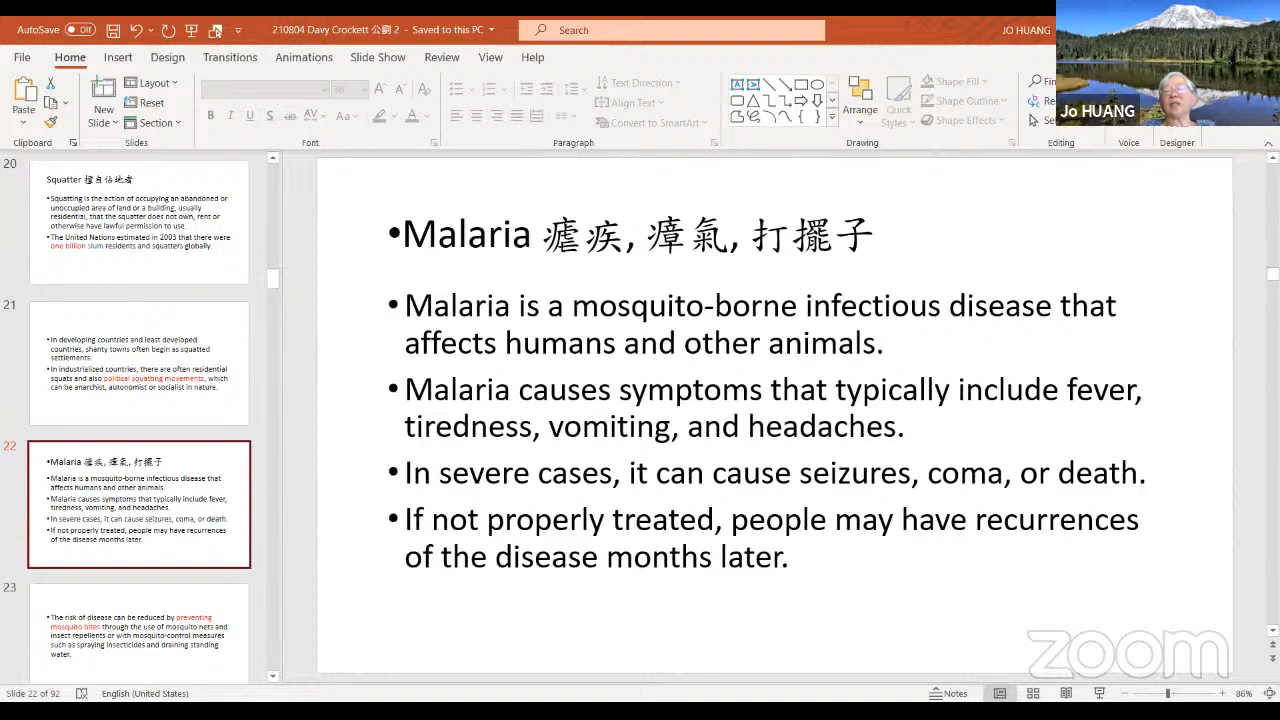 AutoSave Off 210804 Davy Crockett 公劉 2 - Saved to this PC Search JO HUANG
File Home Insert Design Transitions Animations Slide Show Review View Help
Paste New Slide Layout Reset Section Text Direction Align Text Convert to SmartArt Arrange Quick Styles Shape Fill Shape Outline Shape Effects
Clipboard Slides Font Paragraph Drawing Editing Voice Designer
Jo HUANG
20
Squatter 擅自佔地者
•Squatting is the action of occupying an abandoned or
unoccupied area of land or a building, usually
residential, that the squatter does not own, rent or
otherwise have lawful permission to use.
•The United Nations estimated in 2003 that there were
one billion slum residents and squatters globally.
21
•In developing countries and least developed
countries, shanty towns often begin as squatted
settlements.
•In industrialized countries, there are often residential
squats and also political squatting movements, which
can be anarchist, autonomist or socialist in nature.
22
•Malaria 瘧疾, 瘴氣, 打擺子
•Malaria is a mosquito-borne infectious disease that
affects humans and other animals.
•Malaria causes symptoms that typically include fever,
tiredness, vomiting, and headaches.
•In severe cases, it can cause seizures, coma, or death.
•If not properly treated, people may have recurrences
of the disease months later.
23
•The risk of disease can be reduced by preventing
mosquito bites through the use of mosquito nets and
insect repellents or with mosquito-control measures
such as spraying insecticides and draining standing
water.
•Malaria 瘧疾, 瘴氣, 打擺子
•Malaria is a mosquito-borne infectious disease that
affects humans and other animals.
•Malaria causes symptoms that typically include fever,
tiredness, vomiting, and headaches.
•In severe cases, it can cause seizures, coma, or death.
•If not properly treated, people may have recurrences
of the disease months later.
zoom
Slide 22 of 92 English (United States) Notes 86%